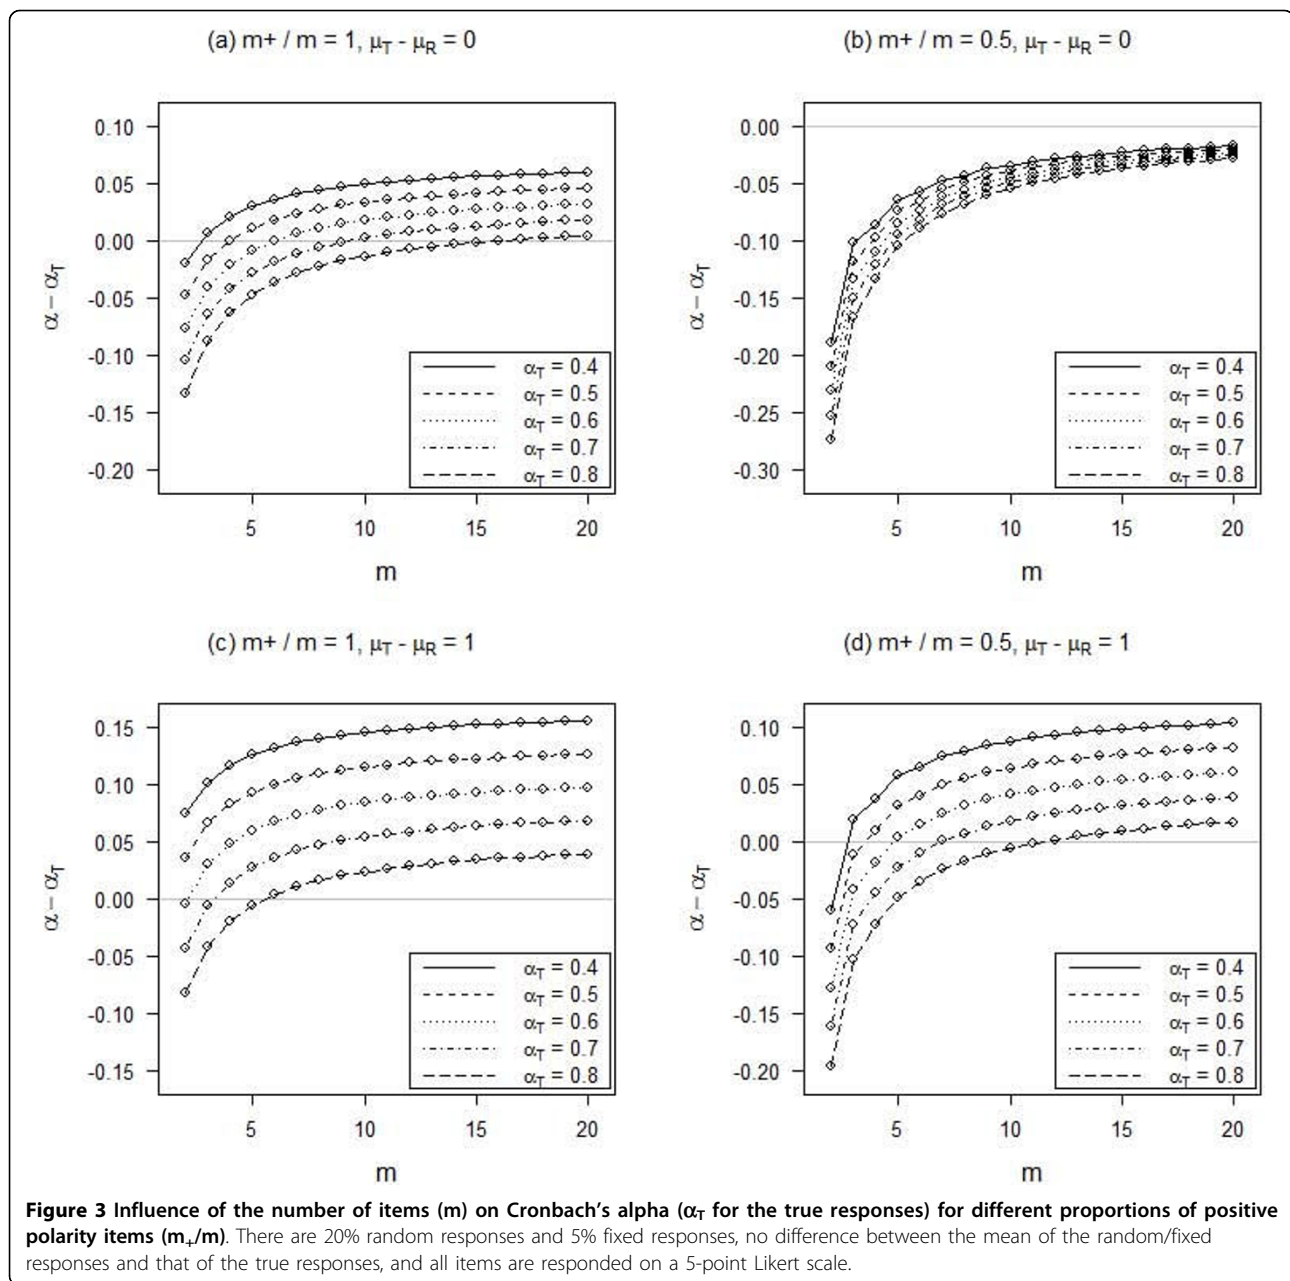 (a) m+ / m = 1, μT - μR = 0
0.10
0.05
0.00
-0.05
-0.10
-0.15
-0.20
α – αT
αT = 0.4
αT = 0.5
αT = 0.6
αT = 0.7
αT = 0.8
5 10 15 20
m
(b) m+ / m = 0.5, μT - μR = 0
0.00
-0.05
-0.10
-0.15
-0.20
-0.25
-0.30
α – αT
αT = 0.4
αT = 0.5
αT = 0.6
αT = 0.7
αT = 0.8
5 10 15 20
m
(c) m+ / m = 1, μT - μR = 1
0.15
0.10
0.05
0.00
-0.05
-0.10
-0.15
α – αT
αT = 0.4
αT = 0.5
αT = 0.6
αT = 0.7
αT = 0.8
5 10 15 20
m
(d) m+ / m = 0.5, μT - μR = 1
0.10
0.05
0.00
-0.05
-0.10
-0.15
-0.20
α – αT
αT = 0.4
αT = 0.5
αT = 0.6
αT = 0.7
αT = 0.8
5 10 15 20
m
Figure 3 Influence of the number of items (m) on Cronbach's alpha (αT for the true responses) for different proportions of positive
polarity items (m+/m). There are 20% random responses and 5% fixed responses, no difference between the mean of the random/fixed
responses and that of the true responses, and all items are responded on a 5-point Likert scale.